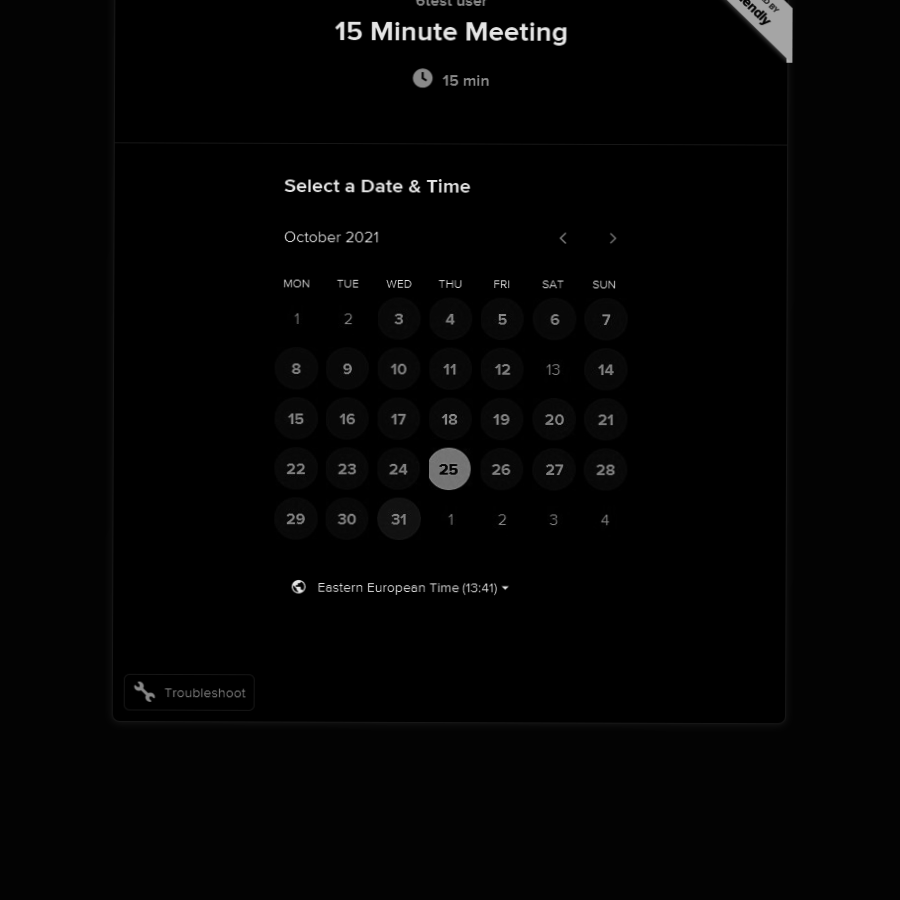 6test user
15 Minute Meeting
15 min
Select a Date & Time
October 2021
MON TUE WED THU FRI SAT SUN
1 2 3 4 5 6 7
8 9 10 11 12 13 14
15 16 17 18 19 20 21
22 23 24 25 26 27 28
29 30 31 1 2 3 4
Eastern European Time (13:41)
Troubleshoot